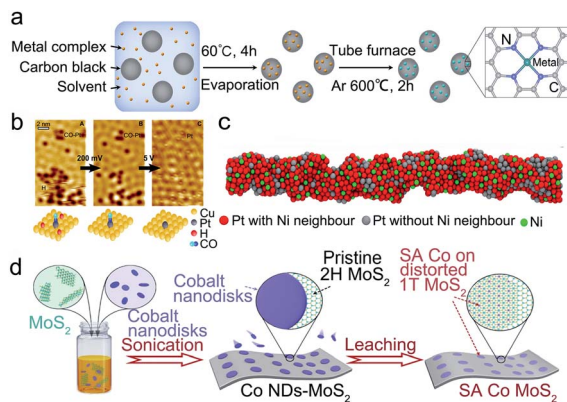 a
Metal complex
Carbon black
Solvent
60℃, 4h
Evaporation
Tube furnace
Ar 600℃, 2h
N
Metal
C
b
2 nm
A
B
C
CO-Pt
CO-Pt
Pt
H
200 mV
5 V
Cu
Pt
H
CO
c
Pt with Ni neighbour
Pt without Ni neighbour
Ni
d
MoS2
Cobalt
nanodisks
Sonication
Cobalt
nanodisks
Pristine
2H MoS2
Co NDs-MoS2
Leaching
SA Co on
distorted
1T MoS2
SA Co MoS2